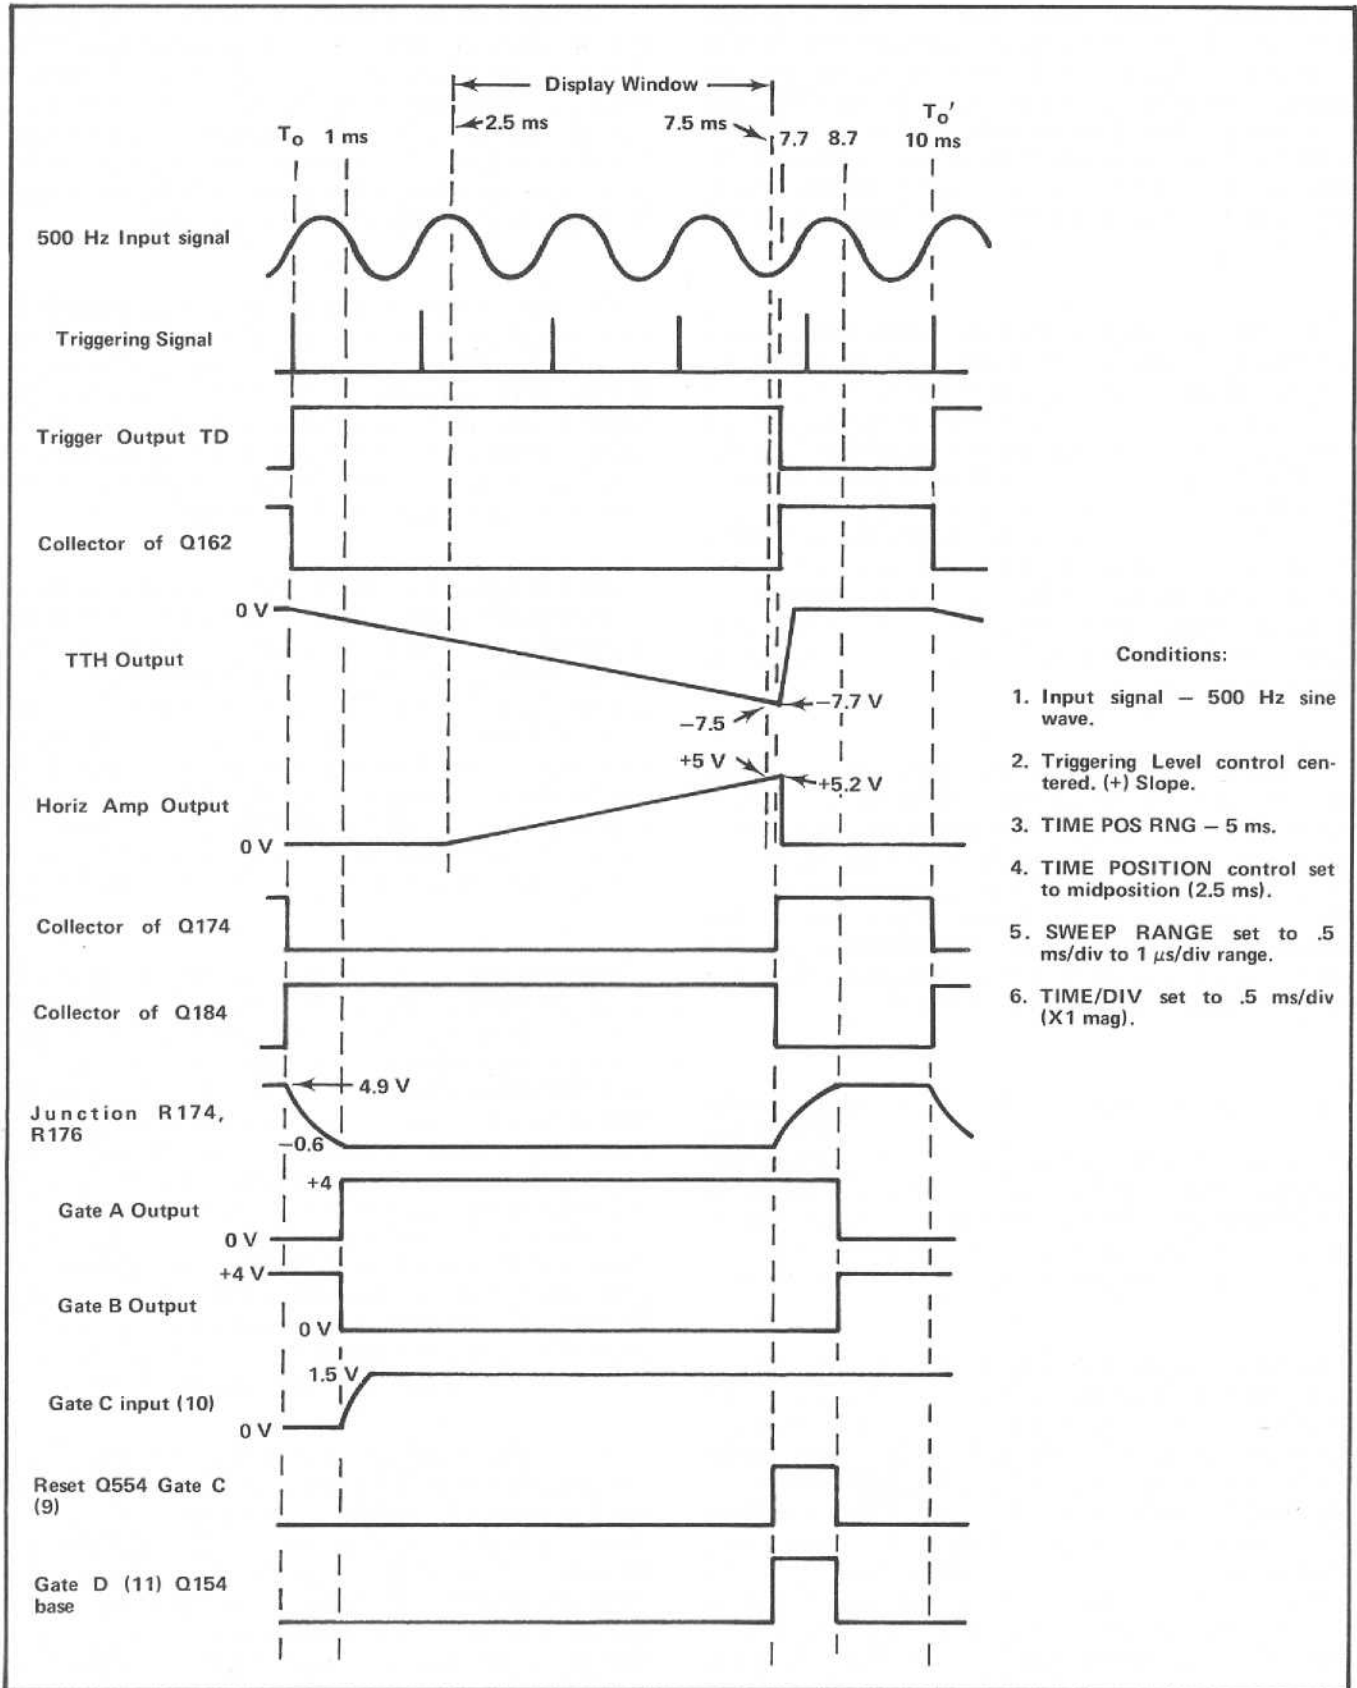 Display Window
2.5 ms
7.5 ms
To
1 ms
7.7
8.7
To'
10 ms
500 Hz Input signal
Triggering Signal
Trigger Output TD
Collector of Q162
0 V
TTH Output
−7.5
−7.7 V
+5 V
+5.2 V
Horiz Amp Output
0 V
Collector of Q174
Collector of Q184
4.9 V
Junction R174,
R176
−0.6
+4
Gate A Output
0 V
+4 V
Gate B Output
0 V
1.5 V
Gate C input (10)
0 V
Reset Q554 Gate C
(9)
Gate D (11) Q154
base
Conditions:
1. Input signal — 500 Hz sine
wave.
2. Triggering Level control cen-
tered. (+) Slope.
3. TIME POS RNG — 5 ms.
4. TIME POSITION control set
to midposition (2.5 ms).
5. SWEEP RANGE set to .5
ms/div to 1 μs/div range.
6. TIME/DIV set to .5 ms/div
(X1 mag).